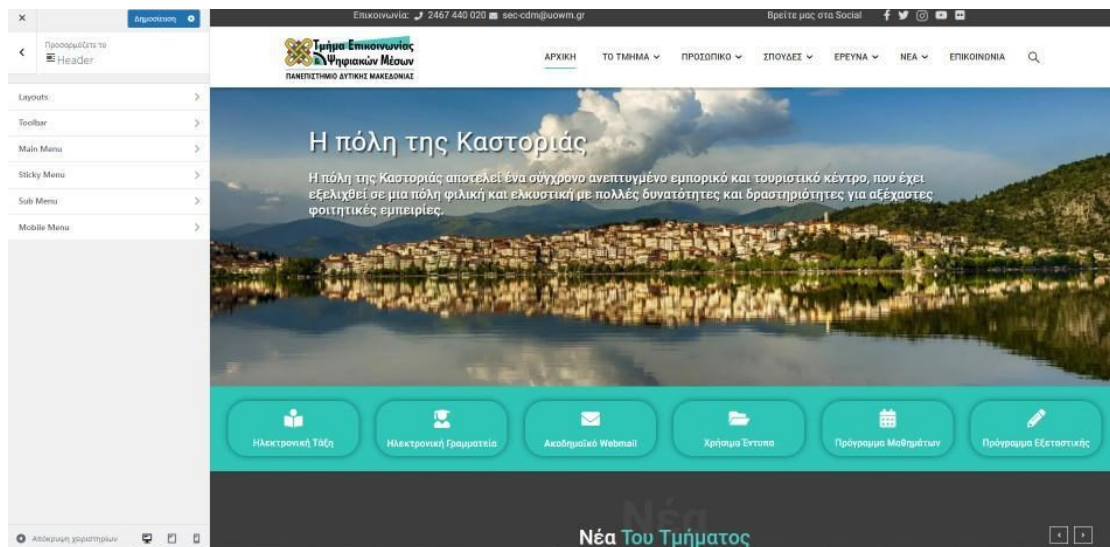 Δημοσίευση
Προσαρμόζετε το
Header
Layouts
Toolbar
Main Menu
Sticky Menu
Sub Menu
Mobile Menu
Απόκρυψη χειριστηρίων
Επικοινωνία: 2467 440 020 sec-cdm@uowm.gr
Βρείτε μας στα Social
Τμήμα Επικοινωνίας
& Ψηφιακών Μέσων
ΠΑΝΕΠΙΣΤΗΜΙΟ ΔΥΤΙΚΗΣ ΜΑΚΕΔΟΝΙΑΣ
ΑΡΧΙΚΗ ΤΟ ΤΜΗΜΑ ΠΡΟΣΩΠΙΚΟ ΣΠΟΥΔΕΣ ΕΡΕΥΝΑ ΝΕΑ ΕΠΙΚΟΙΝΩΝΙΑ
Η πόλη της Καστοριάς
Η πόλη της Καστοριάς αποτελεί ένα σύγχρονο ανεπτυγμένο εμπορικό και τουριστικό κέντρο, που έχει
εξελιχθεί σε μια πόλη φιλική και ελκυστική με πολλές δυνατότητες και δραστηριότητες για αξέχαστες
φοιτητικές εμπειρίες.
Ηλεκτρονική Τάξη
Ηλεκτρονική Γραμματεία
Ακαδημαϊκό Webmail
Χρήσιμα Έντυπα
Πρόγραμμα Μαθημάτων
Πρόγραμμα Εξεταστικής
Νέα
Νέα Του Τμήματος